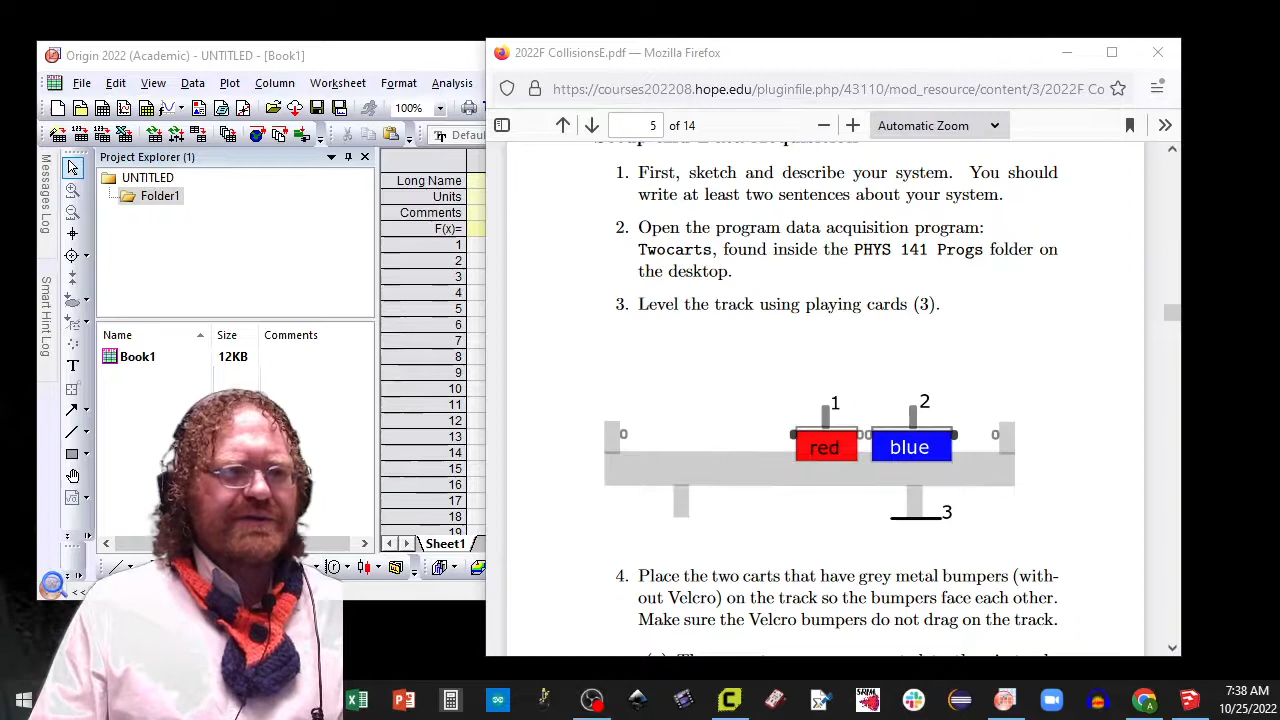 Origin 2022 (Academic) - UNTITLED - [Book1]
File Edit View Data Plot Column Worksheet Format Analysis
100%
Defau
Messages Log
Smart Hint Log
Project Explorer (1)
UNTITLED
Folder1
Name Size Comments
Book1 12KB
Long Name
Units
Comments
F(x)=
1
2
3
4
5
6
7
8
9
10
11
12
13
14
15
16
17
18
19
Sheet1
2022F CollisionsE.pdf — Mozilla Firefox
https://courses202208.hope.edu/pluginfile.php/43110/mod_resource/content/3/2022F Co
5 of 14 Automatic Zoom
1. First, sketch and describe your system. You should
write at least two sentences about your system.
2. Open the program data acquisition program:
Twocarts, found inside the PHYS 141 Progs folder on
the desktop.
3. Level the track using playing cards (3).
1 2
red blue
3
4. Place the two carts that have grey metal bumpers (with-
out Velcro) on the track so the bumpers face each other.
Make sure the Velcro bumpers do not drag on the track.
7:38 AM
10/25/2022